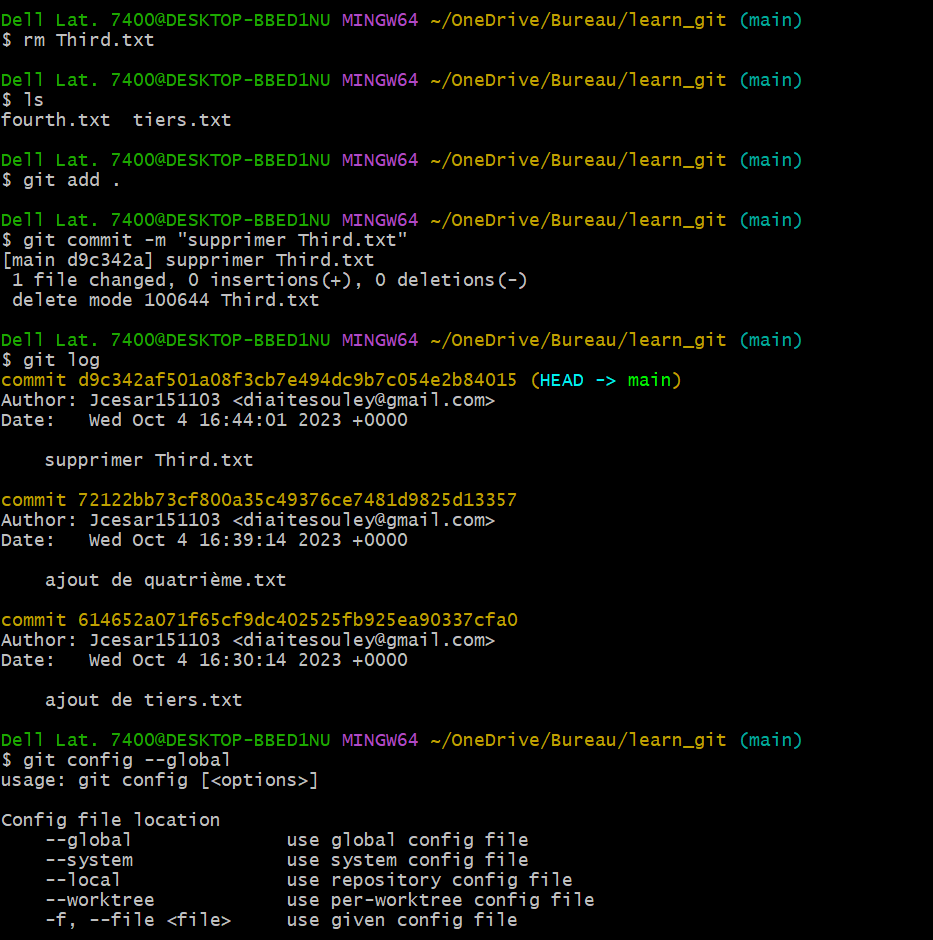 Dell Lat. 7400@DESKTOP-BBED1NU MINGW64 ~/OneDrive/Bureau/learn_git (main)
$ rm Third.txt
Dell Lat. 7400@DESKTOP-BBED1NU MINGW64 ~/OneDrive/Bureau/learn_git (main)
$ ls
fourth.txt  tiers.txt
Dell Lat. 7400@DESKTOP-BBED1NU MINGW64 ~/OneDrive/Bureau/learn_git (main)
$ git add .
Dell Lat. 7400@DESKTOP-BBED1NU MINGW64 ~/OneDrive/Bureau/learn_git (main)
$ git commit -m "supprimer Third.txt"
[main d9c342a] supprimer Third.txt
 1 file changed, 0 insertions(+), 0 deletions(-)
 delete mode 100644 Third.txt
Dell Lat. 7400@DESKTOP-BBED1NU MINGW64 ~/OneDrive/Bureau/learn_git (main)
$ git log
commit d9c342af501a08f3cb7e494dc9b7c054e2b84015 (HEAD -> main)
Author: Jcesar151103 <diaitesouley@gmail.com>
Date:   Wed Oct 4 16:44:01 2023 +0000
    supprimer Third.txt
commit 72122bb73cf800a35c49376ce7481d9825d13357
Author: Jcesar151103 <diaitesouley@gmail.com>
Date:   Wed Oct 4 16:39:14 2023 +0000
    ajout de quatrième.txt
commit 614652a071f65cf9dc402525fb925ea90337cfa0
Author: Jcesar151103 <diaitesouley@gmail.com>
Date:   Wed Oct 4 16:30:14 2023 +0000
    ajout de tiers.txt
Dell Lat. 7400@DESKTOP-BBED1NU MINGW64 ~/OneDrive/Bureau/learn_git (main)
$ git config --global
usage: git config [<options>]
Config file location
    --global              use global config file
    --system              use system config file
    --local               use repository config file
    --worktree            use per-worktree config file
    -f, --file <file>     use given config file